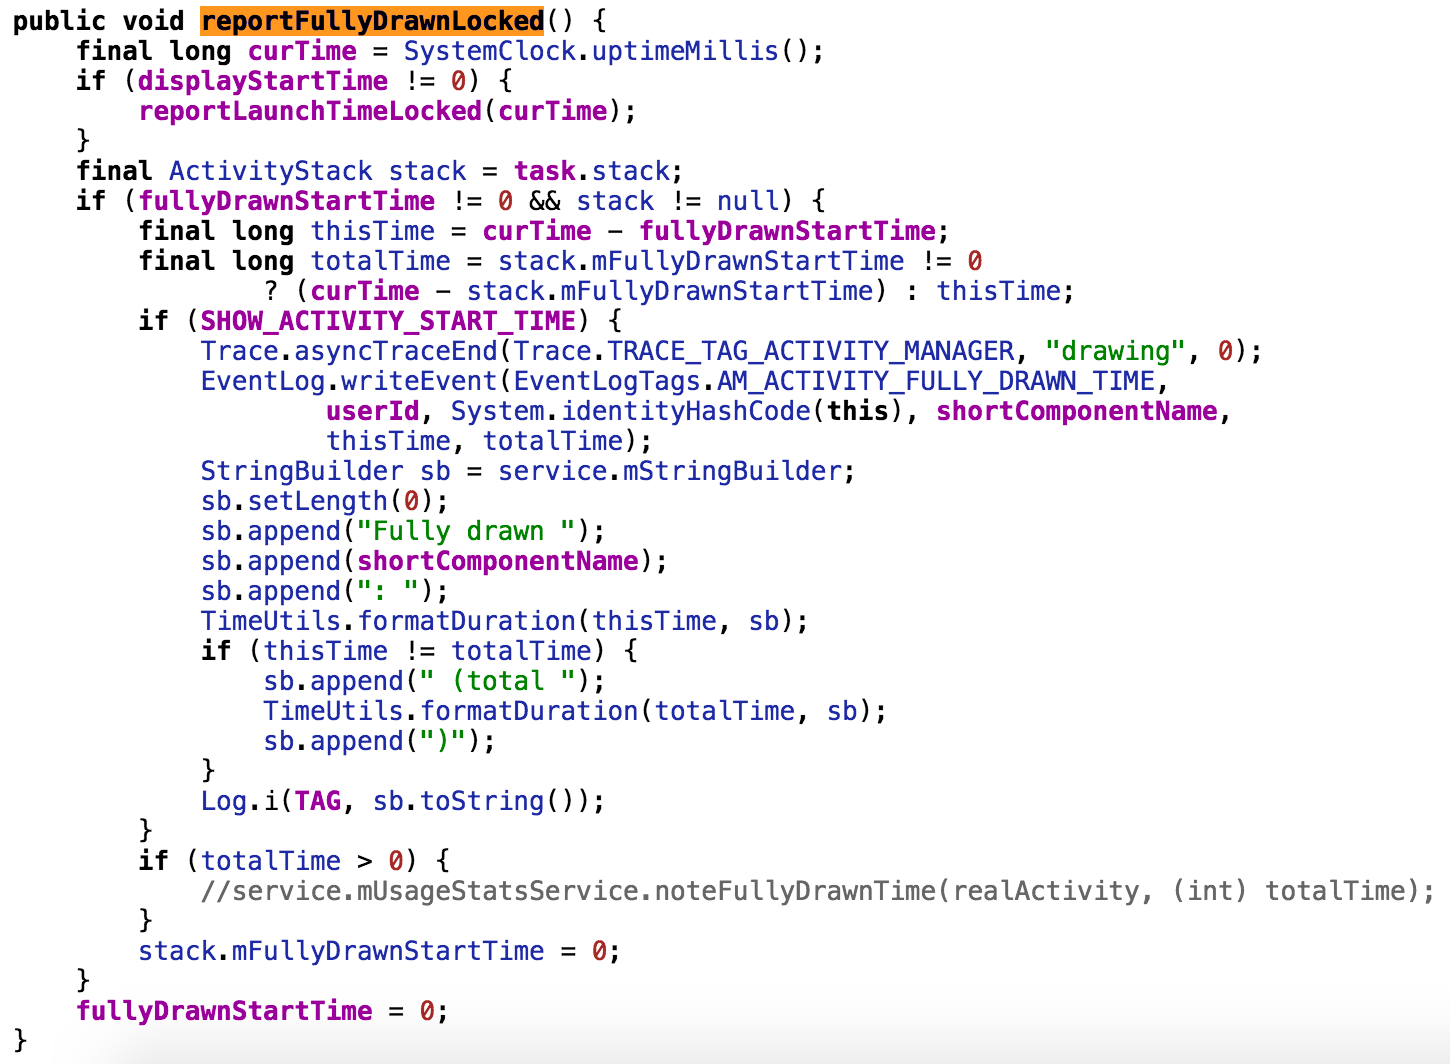 public void reportFullyDrawnLocked() {
    final long curTime = SystemClock.uptimeMillis();
    if (displayStartTime != 0) {
        reportLaunchTimeLocked(curTime);
    }
    final ActivityStack stack = task.stack;
    if (fullyDrawnStartTime != 0 && stack != null) {
        final long thisTime = curTime - fullyDrawnStartTime;
        final long totalTime = stack.mFullyDrawnStartTime != 0
                ? (curTime - stack.mFullyDrawnStartTime) : thisTime;
        if (SHOW_ACTIVITY_START_TIME) {
            Trace.asyncTraceEnd(Trace.TRACE_TAG_ACTIVITY_MANAGER, "drawing", 0);
            EventLog.writeEvent(EventLogTags.AM_ACTIVITY_FULLY_DRAWN_TIME,
                    userId, System.identityHashCode(this), shortComponentName,
                    thisTime, totalTime);
            StringBuilder sb = service.mStringBuilder;
            sb.setLength(0);
            sb.append("Fully drawn ");
            sb.append(shortComponentName);
            sb.append(": ");
            TimeUtils.formatDuration(thisTime, sb);
            if (thisTime != totalTime) {
                sb.append(" (total ");
                TimeUtils.formatDuration(totalTime, sb);
                sb.append(")");
            }
            Log.i(TAG, sb.toString());
        }
        if (totalTime > 0) {
            //service.mUsageStatsService.noteFullyDrawnTime(realActivity, (int) totalTime);
        }
        stack.mFullyDrawnStartTime = 0;
    }
    fullyDrawnStartTime = 0;
}